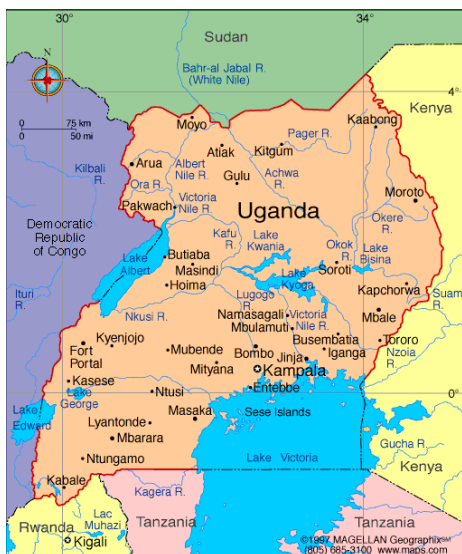 30°
34°
Sudan
N
Bahr-al Jabal R.
(White Nile)
4°
75 km
0
50 mi
Kenya
Moyo
Kaabong
Arua
Atiak
Kitgum
Pager R.
Kilbali
R.
Albert
Nile R.
Ora R.
Gulu
Achwa
R.
Moroto
Pakwach
Victoria
Nile R.
Uganda
Okere
R.
Democratic
Republic
of Congo
Kafu
R.
Lake
Kwania
Okok
R.
Lake
Bisina
Lake
Albert
Butiaba
Masindi
Soroti
Hoima
Lake
Kyoga
Kapchorwa
Ituri
R.
Lugogo
R.
Suam
R.
Nkusi R.
Namasagali
Mbulamuti
Victoria
Nile R.
Mbale
Kyenjojo
Fort
Portal
Mubende
Bombo
Busembatia
Tororo
Mityana
Jinja
Iganga
Nzoia
R.
Kampala
Kasese
Entebbe
Lake
George
Ntusi
0°
Lake
Edward
Masaka
Sese Islands
Lyantonde
Mbarara
Gucha R.
Ntungamo
Lake Victoria
Kenya
Kabale
Kagera R.
Rwanda
Lac
Muhazi
Tanzania
Tanzania
Kigali
©1997 MAGELLAN Geographix℠
(805) 685-3100 www.maps.com